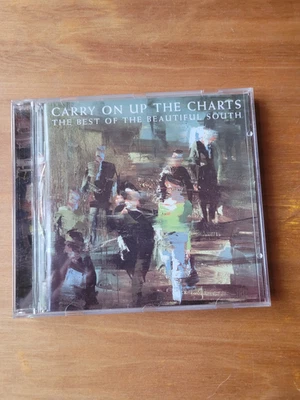 CARRY ON UP THE CHARTS
THE BEST OF THE BEAUTIFUL SOUTH